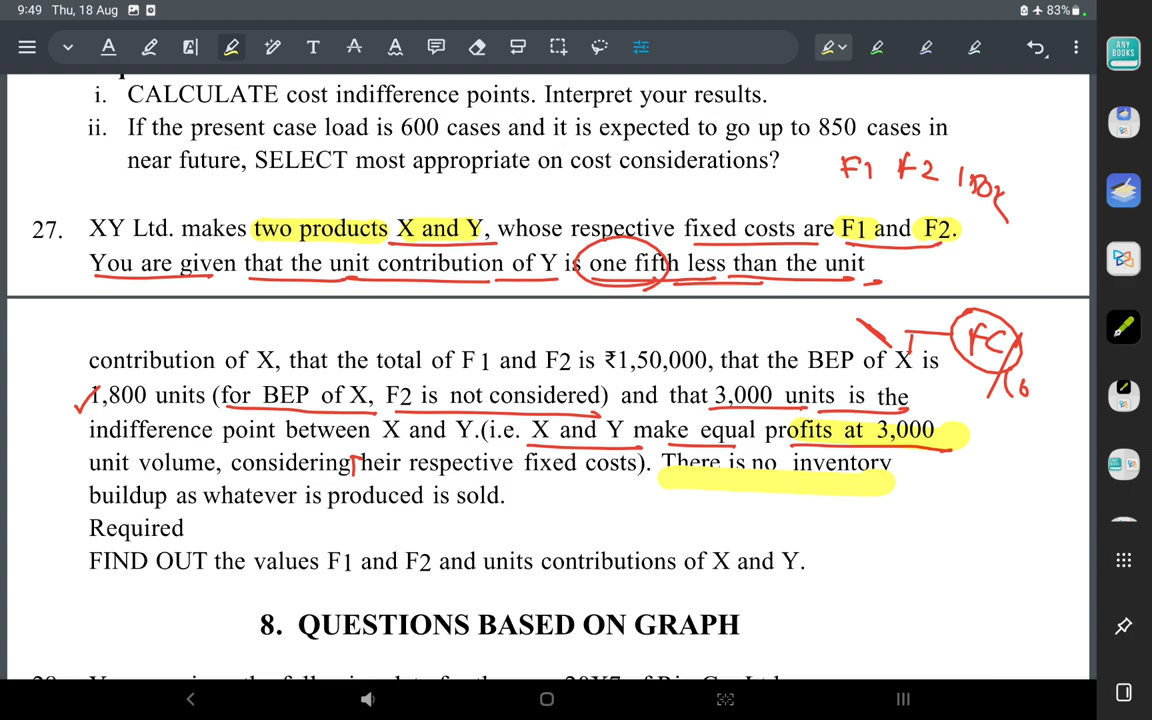 9:49 Thu, 18 Aug
83%
i. CALCULATE cost indifference points. Interpret your results.
ii. If the present case load is 600 cases and it is expected to go up to 850 cases in
near future, SELECT most appropriate on cost considerations?
F1 F2
27. XY Ltd. makes two products X and Y, whose respective fixed costs are F1 and F2.
You are given that the unit contribution of Y is one fifth less than the unit
FC
contribution of X, that the total of F1 and F2 is ₹1,50,000, that the BEP of X is
1,800 units (for BEP of X, F2 is not considered) and that 3,000 units is the
indifference point between X and Y.(i.e. X and Y make equal profits at 3,000
unit volume, considering their respective fixed costs). There is no inventory
buildup as whatever is produced is sold.
Required
FIND OUT the values F1 and F2 and units contributions of X and Y.
8. QUESTIONS BASED ON GRAPH
ANY BOOKS